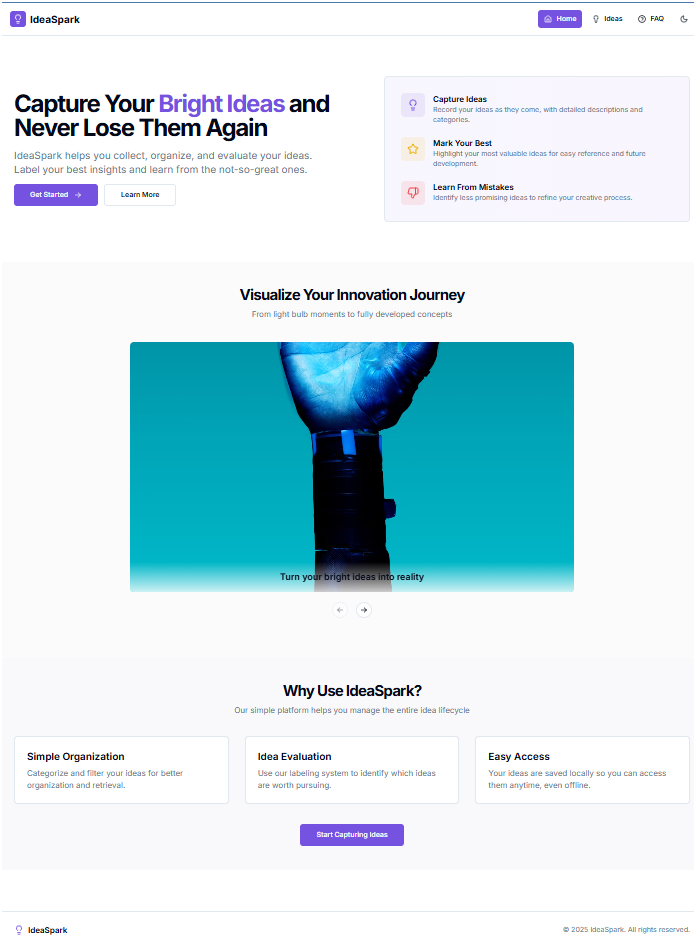 IdeaSpark
Home
Ideas
FAQ
Capture Your Bright Ideas and
Never Lose Them Again
IdeaSpark helps you collect, organize, and evaluate your ideas.
Label your best insights and learn from the not-so-great ones.
Get Started
Learn More
Capture Ideas
Record your ideas as they come, with detailed descriptions and
categories.
Mark Your Best
Highlight your most valuable ideas for easy reference and future
development.
Learn From Mistakes
Identify less promising ideas to refine your creative process.
Visualize Your Innovation Journey
From light bulb moments to fully developed concepts
Turn your bright ideas into reality
Why Use IdeaSpark?
Our simple platform helps you manage the entire idea lifecycle
Simple Organization
Categorize and filter your ideas for better
organization and retrieval.
Idea Evaluation
Use our labeling system to identify which ideas
are worth pursuing.
Easy Access
Your ideas are saved locally so you can access
them anytime, even offline.
Start Capturing Ideas
IdeaSpark
© 2025 IdeaSpark. All rights reserved.